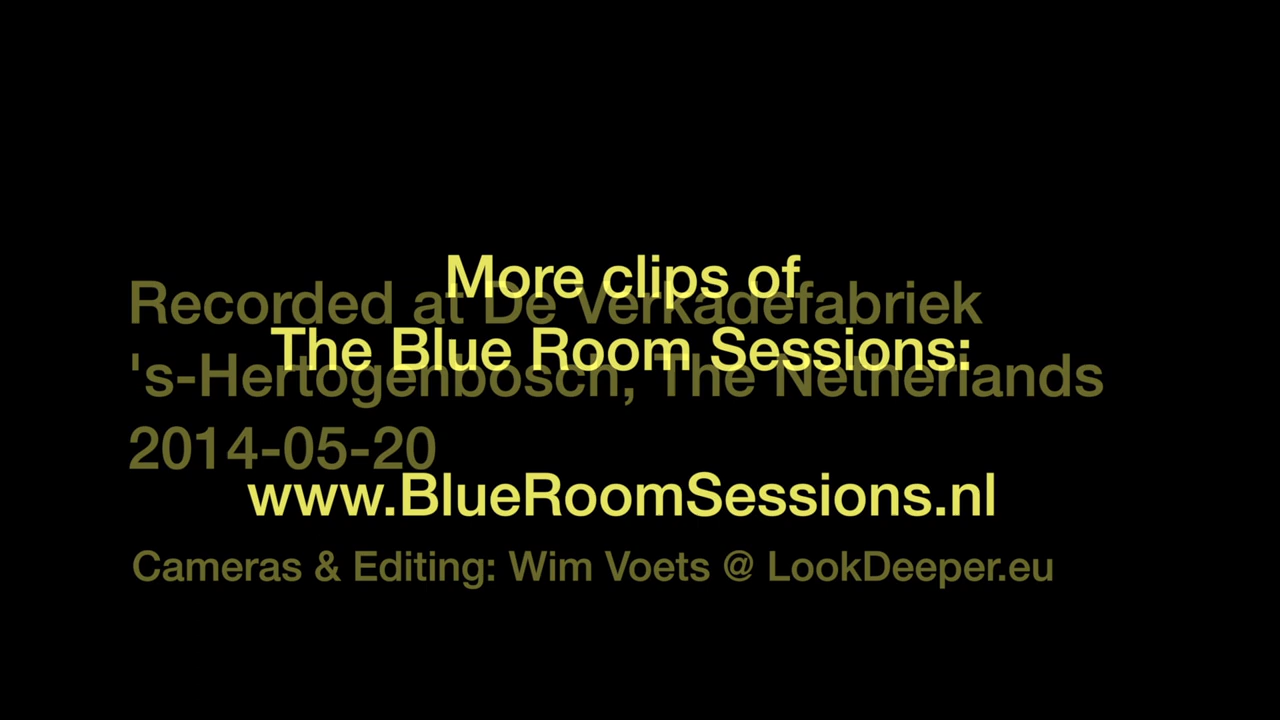 More clips of
Recorded at De Verkadefabriek
The Blue Room Sessions:
's-Hertogenbosch, The Netherlands
2014-05-20
www.BlueRoomSessions.nl
Cameras & Editing: Wim Voets @ LookDeeper.eu